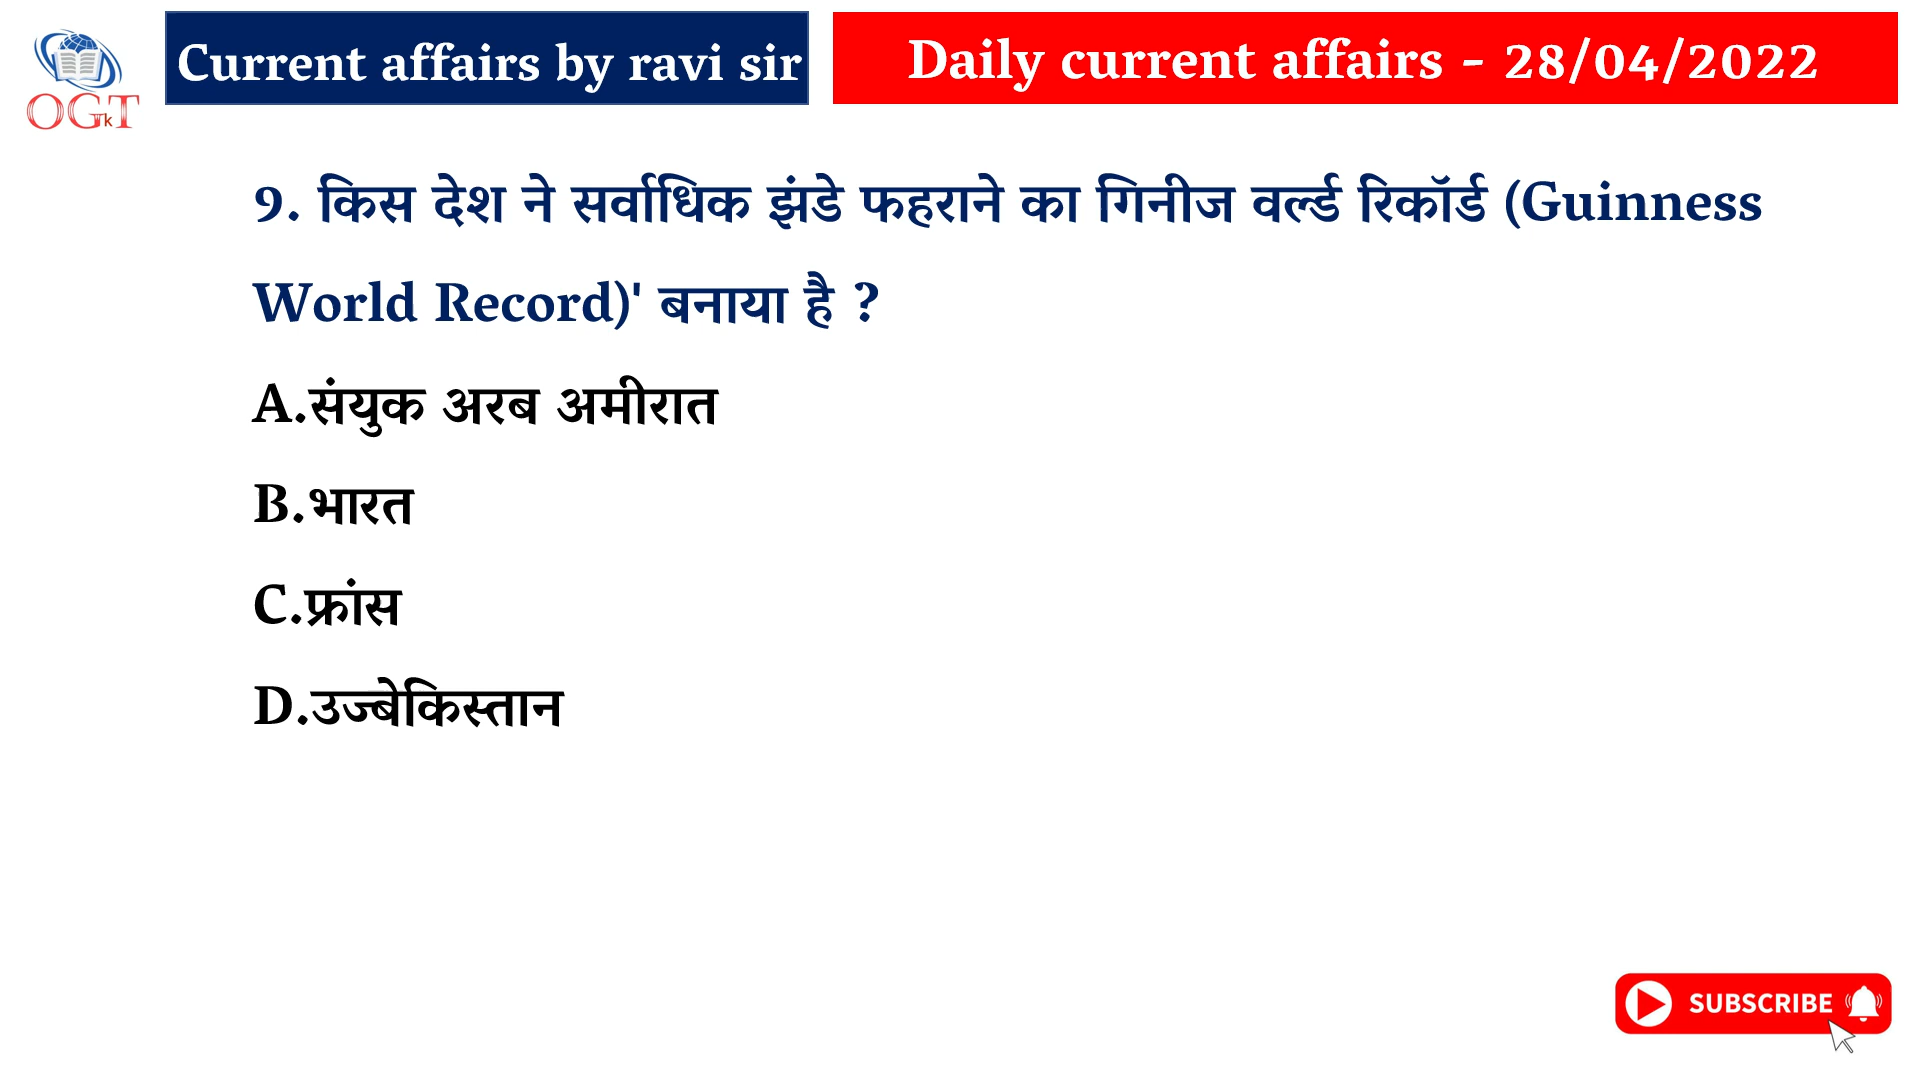 Current affairs by ravi sir
Daily current affairs - 28/04/2022
OGTkT
9. किस देश ने सर्वाधिक झंडे फहराने का गिनीज वर्ल्ड रिकॉर्ड (Guinness
World Record)' बनाया है ?
A.संयुक अरब अमीरात
B.भारत
C.फ्रांस
D.उज्बेकिस्तान
SUBSCRIBE